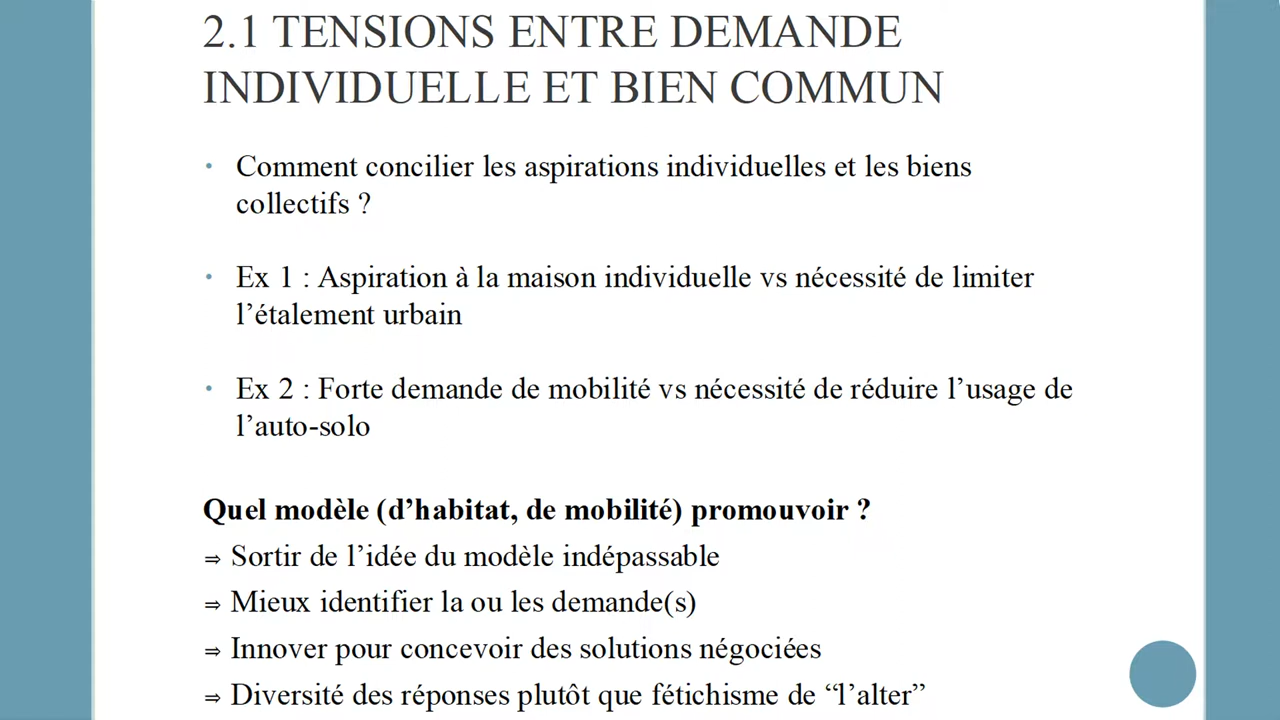 2.1 TENSIONS ENTRE DEMANDE
INDIVIDUELLE ET BIEN COMMUN
• Comment concilier les aspirations individuelles et les biens
collectifs ?
• Ex 1 : Aspiration à la maison individuelle vs nécessité de limiter
l’étalement urbain
• Ex 2 : Forte demande de mobilité vs nécessité de réduire l’usage de
l’auto-solo
Quel modèle (d’habitat, de mobilité) promouvoir ?
⇒ Sortir de l’idée du modèle indépassable
⇒ Mieux identifier la ou les demande(s)
⇒ Innover pour concevoir des solutions négociées
⇒ Diversité des réponses plutôt que fétichisme de “l’alter”